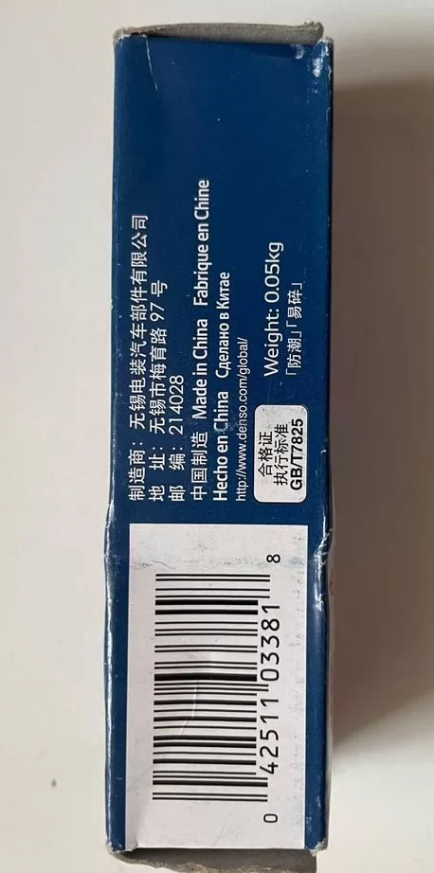 制造商：无锡电装汽车部件有限公司
地 址：无锡市梅育路 97 号
邮 编：214028
中国制造 Made in China Fabrique en Chine
Hecho en China Сделано в Китае
http://www.denso.com/global/
合格证
执行标准
GB/T7825
Weight: 0.05kg
「防潮」「易碎」
0 42511 03381 8